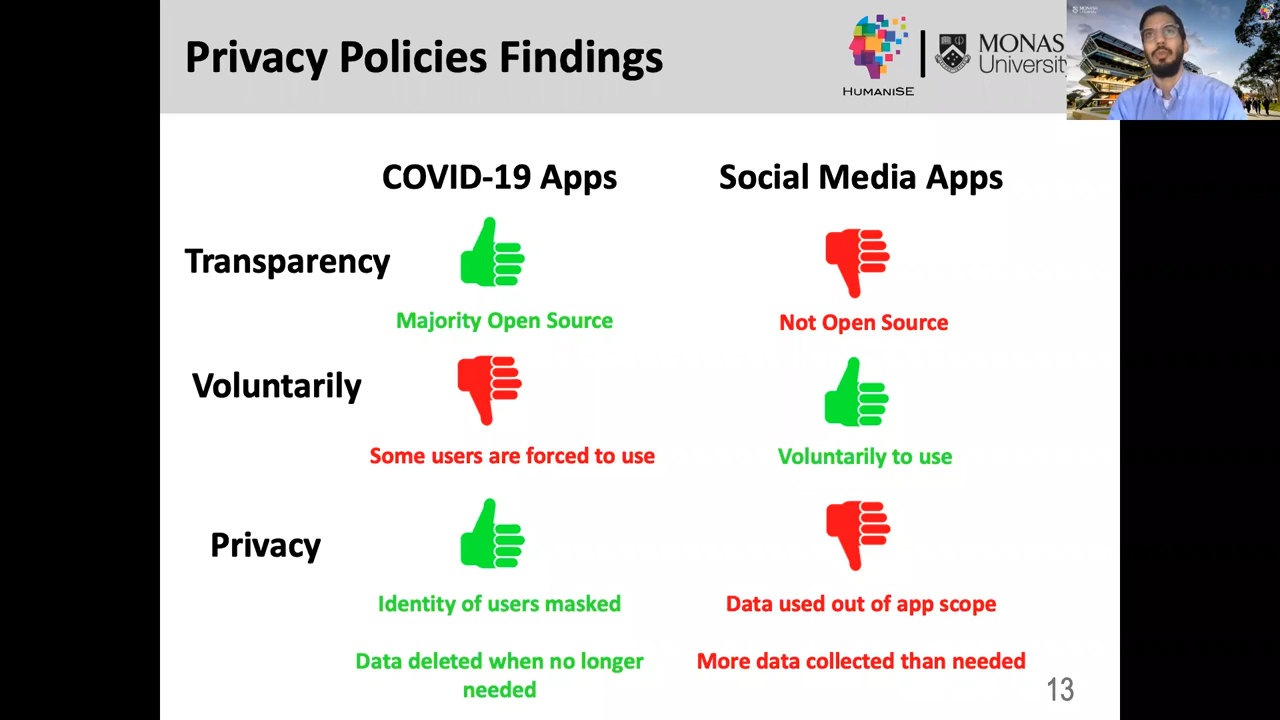 Privacy Policies Findings
HUMANISE
MONAS
University
COVID-19 Apps
Social Media Apps
Transparency
Majority Open Source
Not Open Source
Voluntarily
Some users are forced to use
Voluntarily to use
Privacy
Identity of users masked
Data used out of app scope
Data deleted when no longer
needed
More data collected than needed
13